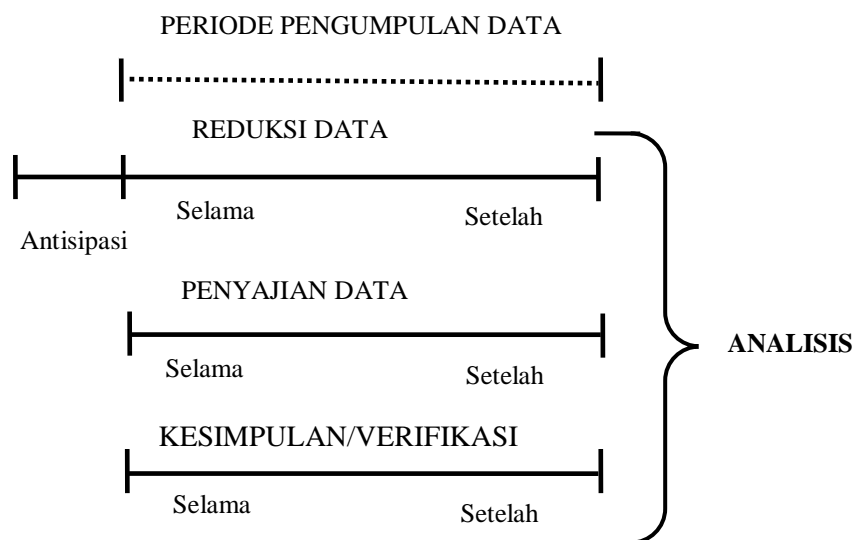 PERIODE PENGUMPULAN DATA
REDUKSI DATA
Selama Setelah
Antisipasi
PENYAJIAN DATA
ANALISIS
Selama Setelah
KESIMPULAN/VERIFIKASI
Selama Setelah